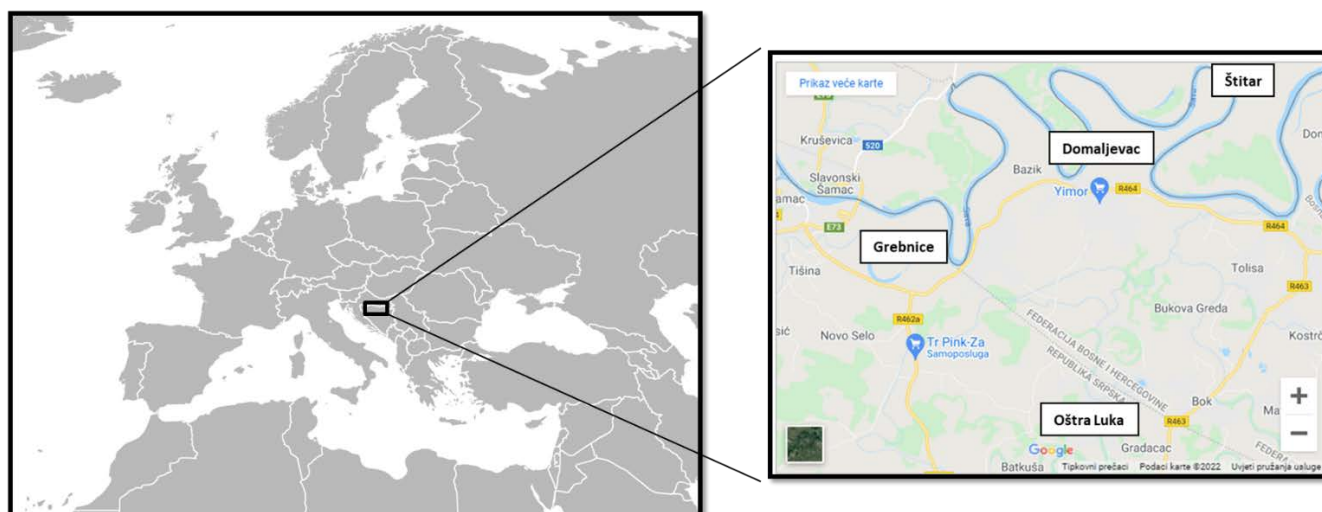 Prikaz veće karte
Štitar
Kruševica
520
Domaljevac
Bazik
Slavonski
Šamac
Yimor
R464
E73
Grebnice
R464
Tišina
Tolisa
R463
Bukova Greda
R462a
Novo Selo
FEDERACIJA BOSNE I HERCEGOVINE
REPUBLIKA SRPSKA
Tr Pink-Za
Samoposluga
Bok
Oštra Luka
R463
Google
Gradacac
Batkuša
Tipkovni prečaci
Podaci karte ©2022
Uvjeti pružanja usluge